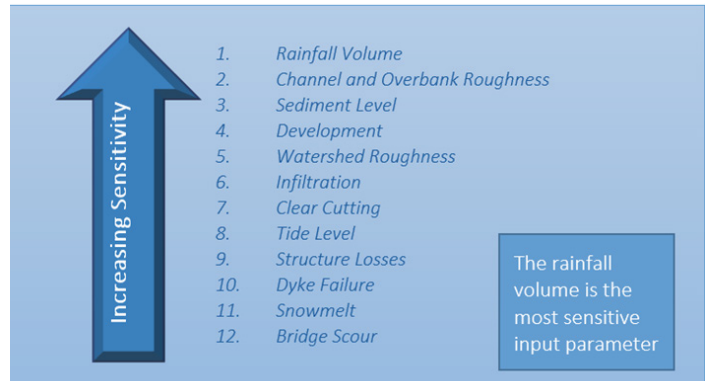 Increasing Sensitivity
1. Rainfall Volume
2. Channel and Overbank Roughness
3. Sediment Level
4. Development
5. Watershed Roughness
6. Infiltration
7. Clear Cutting
8. Tide Level
9. Structure Losses
10. Dyke Failure
11. Snowmelt
12. Bridge Scour
The rainfall
volume is the
most sensitive
input parameter